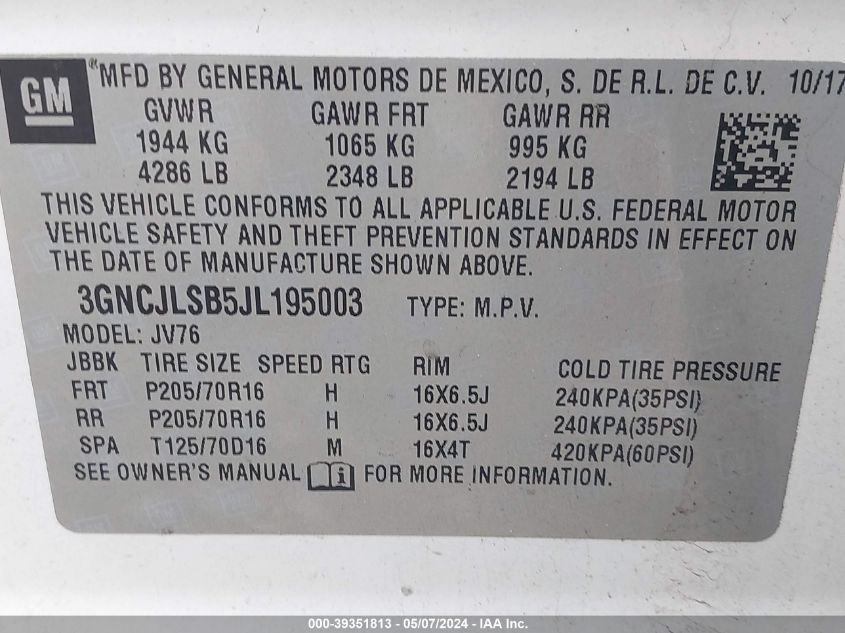 GM ® MFD BY GENERAL MOTORS DE MEXICO, S. DE R.L. DE C.V. 10/17
GVWR GAWR FRT GAWR RR
1944 KG 1065 KG 995 KG
4286 LB 2348 LB 2194 LB
THIS VEHICLE CONFORMS TO ALL APPLICABLE U.S. FEDERAL MOTOR
VEHICLE SAFETY AND THEFT PREVENTION STANDARDS IN EFFECT ON
THE DATE OF MANUFACTURE SHOWN ABOVE.
3GNCJLSB5JL195003 TYPE: M.P.V.
MODEL: JV76
JBBK TIRE SIZE SPEED RTG RIM COLD TIRE PRESSURE
FRT P205/70R16 H 16X6.5J 240KPA(35PSI)
RR P205/70R16 H 16X6.5J 240KPA(35PSI)
SPA T125/70D16 M 16X4T 420KPA(60PSI)
SEE OWNER'S MANUAL i FOR MORE INFORMATION.
000-39351813 - 05/07/2024 - IAA Inc.